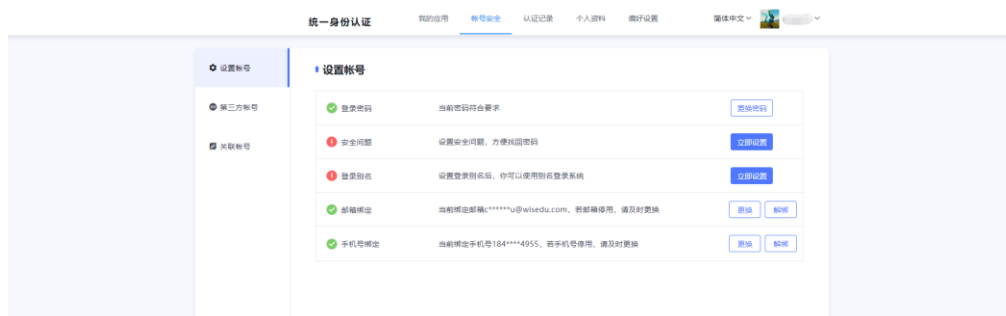 统一身份认证 我的应用 帐号安全 认证记录 个人资料 偏好设置 简体中文
设置帐号
第三方帐号
关联帐号
设置帐号
登录密码 当前密码符合要求 更换密码
安全问题 设置安全问题，方便找回密码 立即设置
登录别名 设置登录别名后，你可以使用别名登录系统 立即设置
邮箱绑定 当前绑定邮箱c******u@wisedu.com，若邮箱停用，请及时更换 更换 解绑
手机号绑定 当前绑定手机号184****4955，若手机号停用，请及时更换 更换 解绑